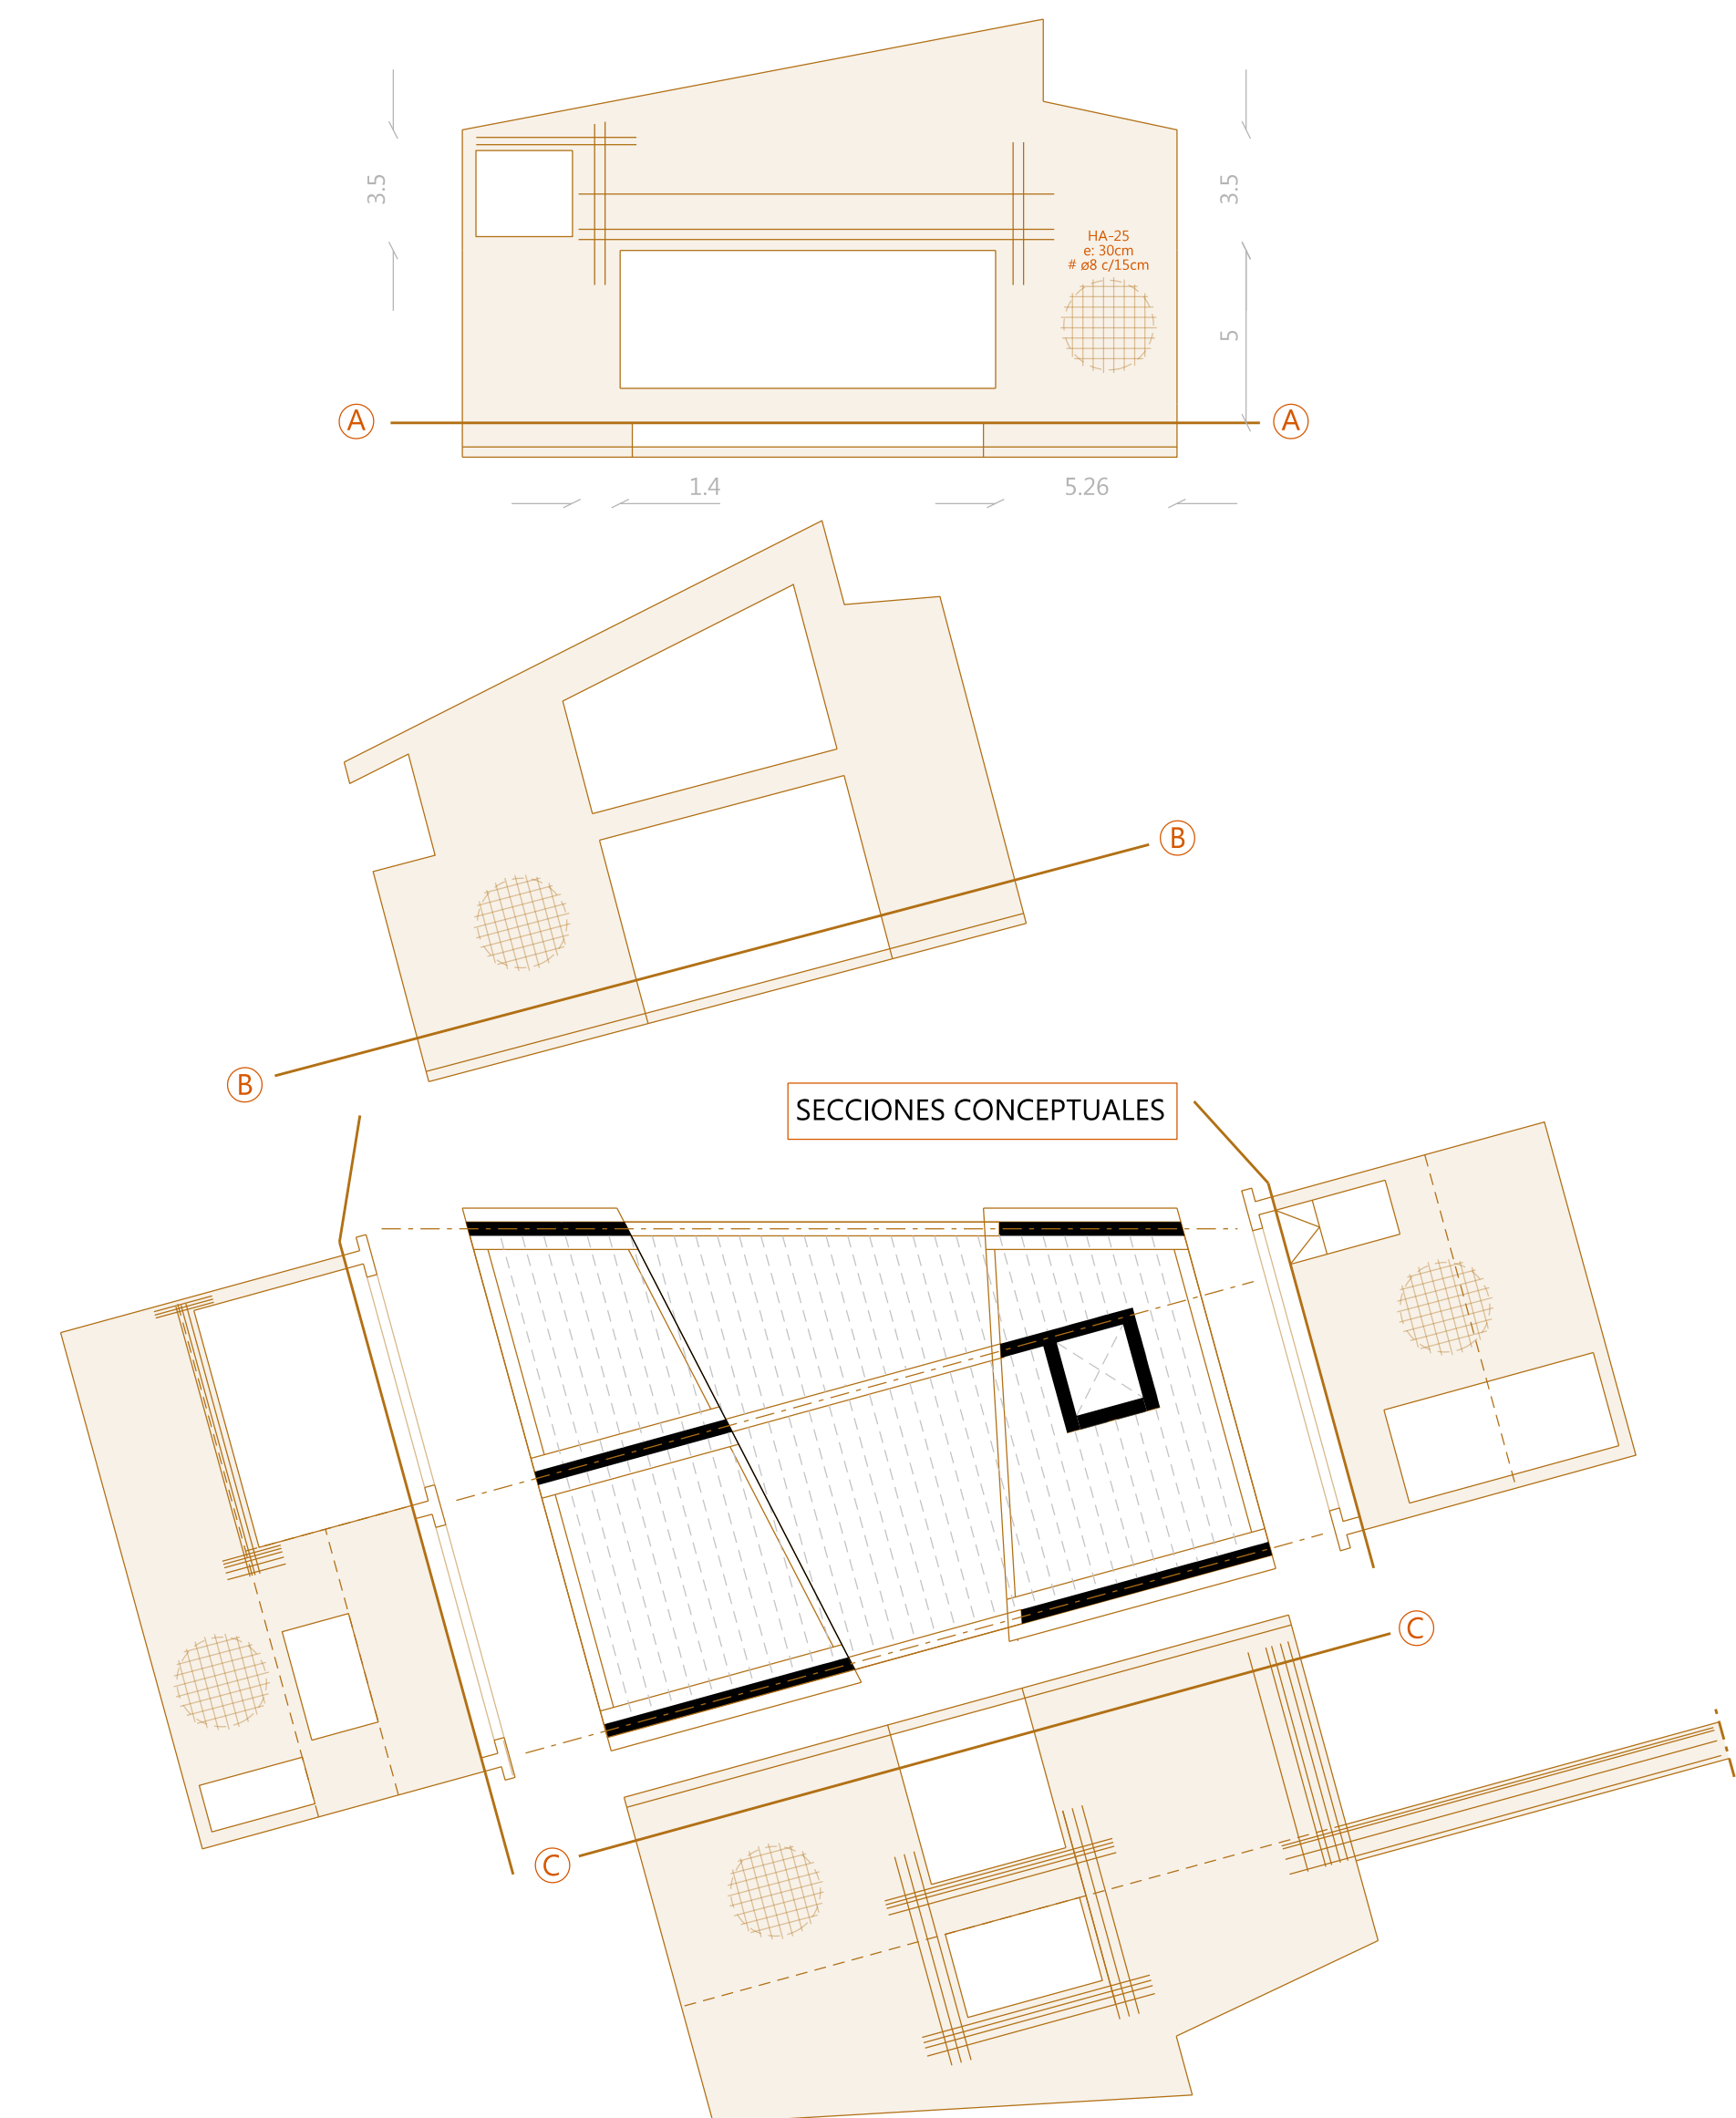 3.5
3.5
HA-25
e: 30cm
# ø8 c/15cm
5
A
A
1.4
5.26
B
B
SECCIONES CONCEPTUALES
C
C